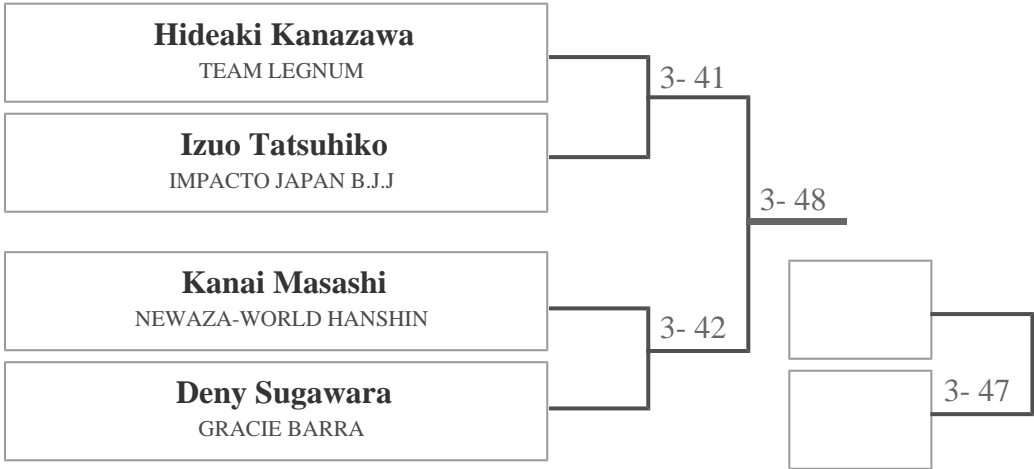 Hideaki Kanazawa
TEAM LEGNUM
3- 41
Izuo Tatsuhiko
IMPACTO JAPAN B.J.J
3- 48
Kanai Masashi
NEWAZA-WORLD HANSHIN
3- 42
Deny Sugawara
GRACIE BARRA
3- 47